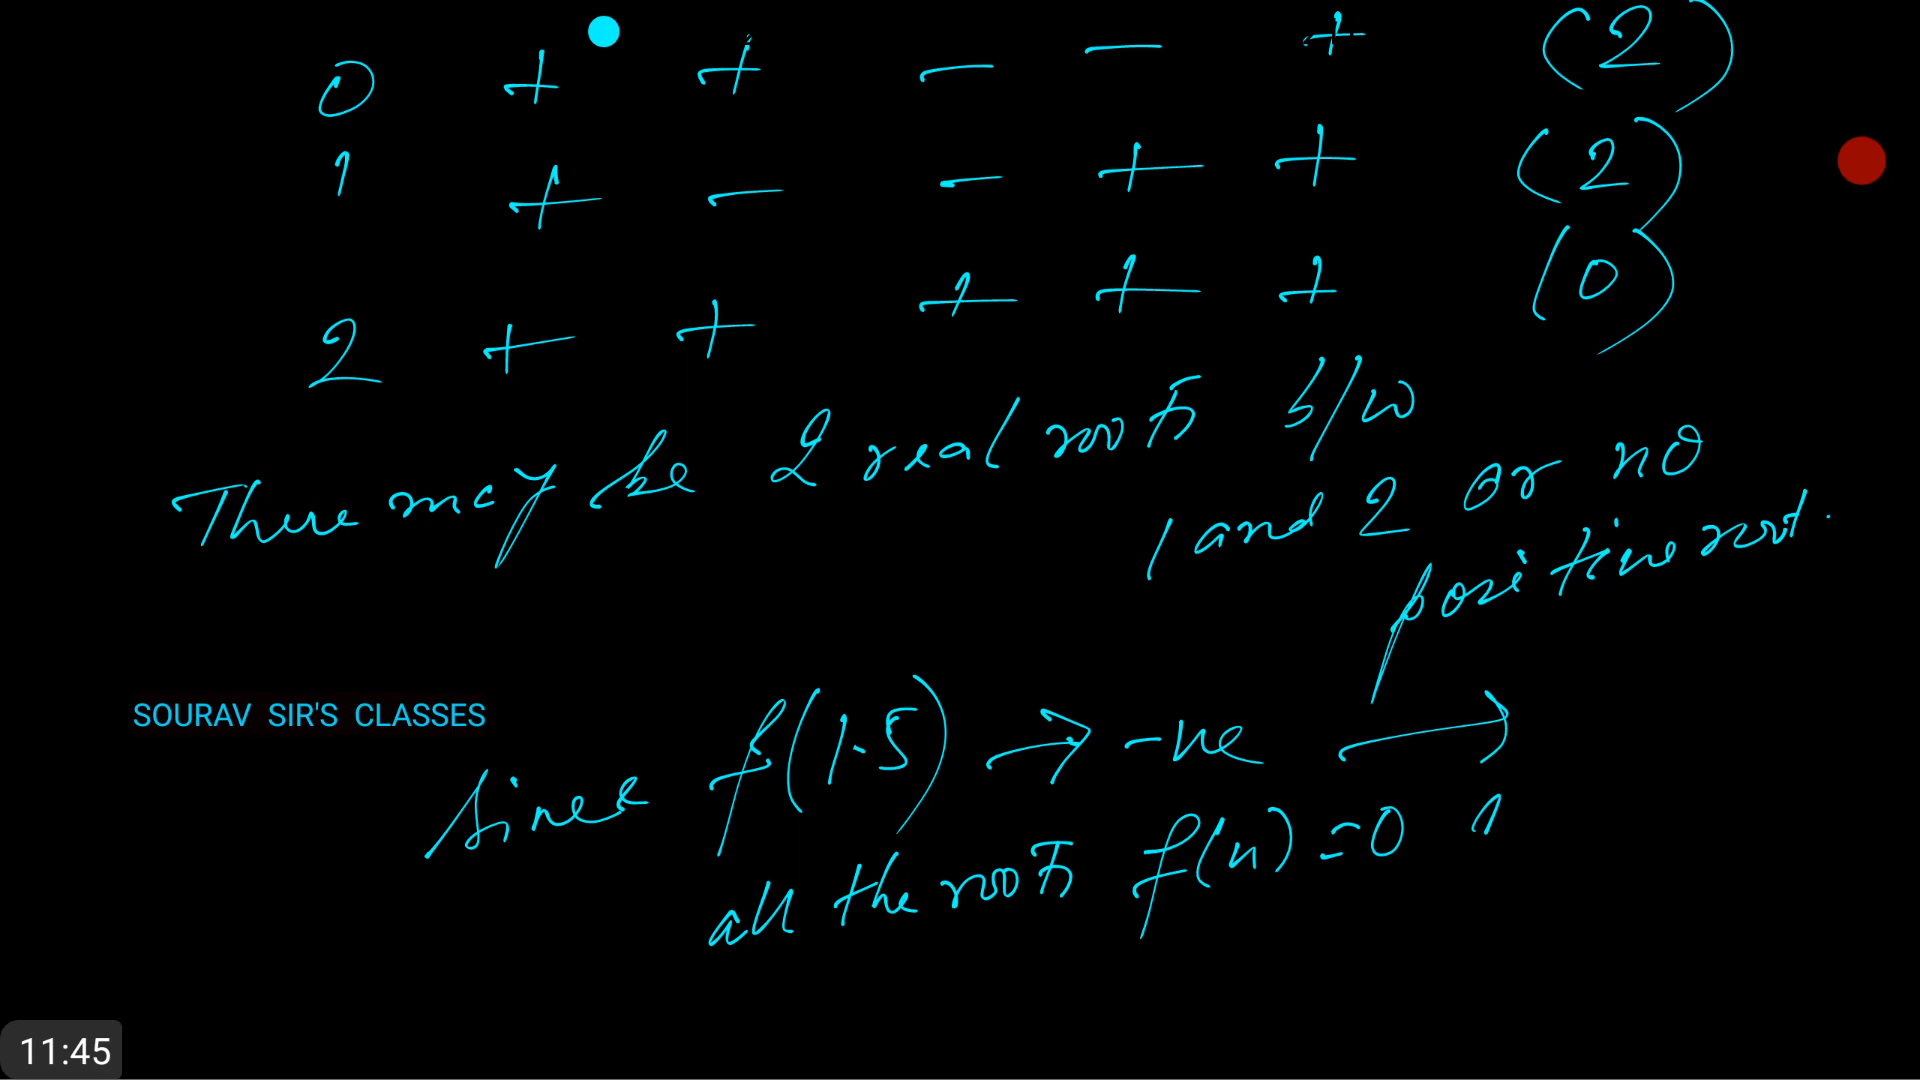 0 + + - - + (2)
1 + - - + + (2)
2 + + + + + (0)
There may be 2 real roots b/w
1 and 2 or no
positive root.
SOURAV SIR'S CLASSES
Since f(1.5) → -ve →
all the roots f(x)=0 1
11:45